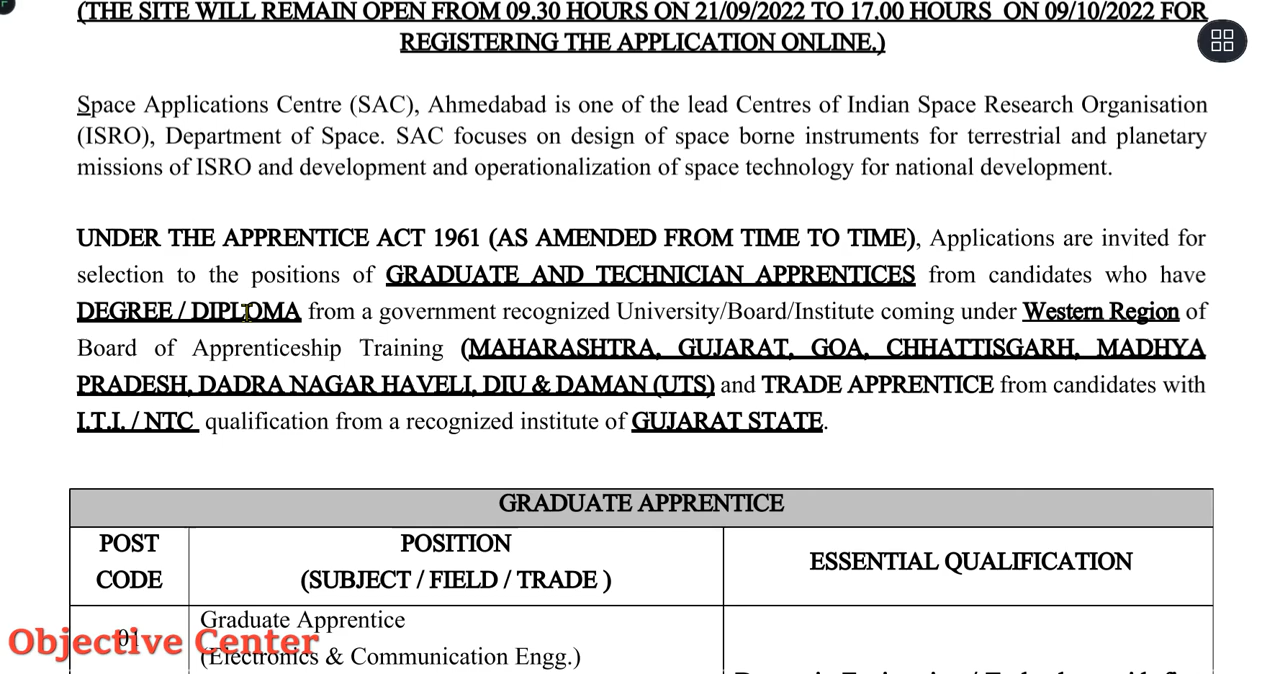 (THE SITE WILL REMAIN OPEN FROM 09.30 HOURS ON 21/09/2022 TO 17.00 HOURS ON 09/10/2022 FOR
REGISTERING THE APPLICATION ONLINE.)
Space Applications Centre (SAC), Ahmedabad is one of the lead Centres of Indian Space Research Organisation
(ISRO), Department of Space. SAC focuses on design of space borne instruments for terrestrial and planetary
missions of ISRO and development and operationalization of space technology for national development.
UNDER THE APPRENTICE ACT 1961 (AS AMENDED FROM TIME TO TIME), Applications are invited for
selection to the positions of GRADUATE AND TECHNICIAN APPRENTICES from candidates who have
DEGREE / DIPLOMA from a government recognized University/Board/Institute coming under Western Region of
Board of Apprenticeship Training (MAHARASHTRA, GUJARAT, GOA, CHHATTISGARH, MADHYA
PRADESH, DADRA NAGAR HAVELI, DIU & DAMAN (UTS) and TRADE APPRENTICE from candidates with
I.T.I. / NTC qualification from a recognized institute of GUJARAT STATE.
GRADUATE APPRENTICE
POST CODE
POSITION
(SUBJECT / FIELD / TRADE )
ESSENTIAL QUALIFICATION
01
Graduate Apprentice
(Electronics & Communication Engg.)
Objective Center